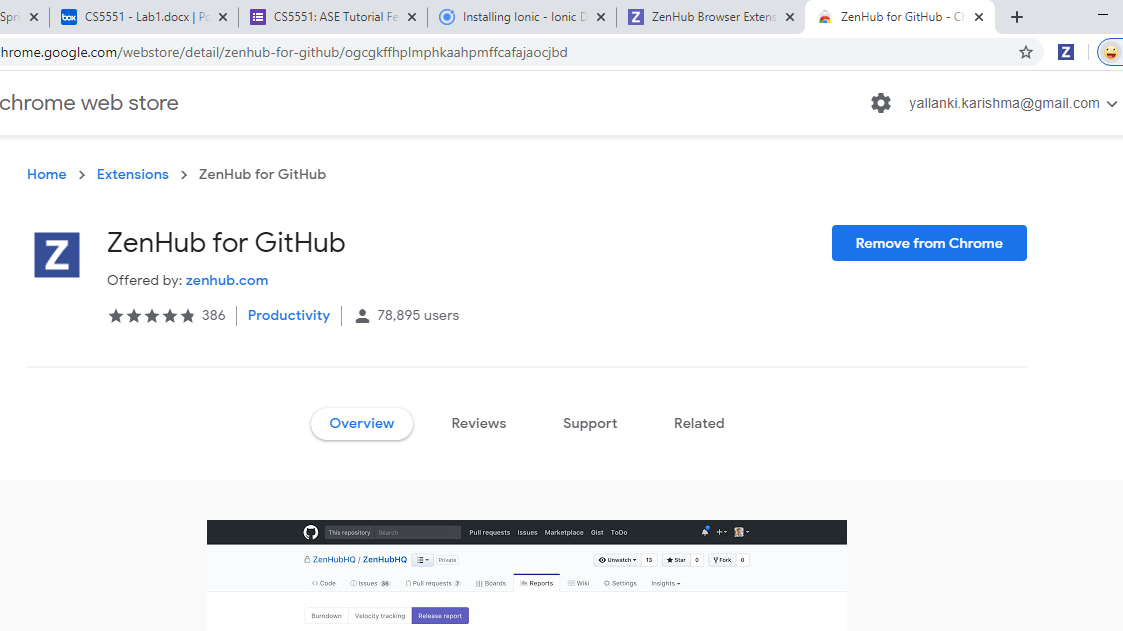 Spri
CS5551 - Lab1.docx | Po
CS5551: ASE Tutorial Fe
Installing Ionic - Ionic D
ZenHub Browser Extens
ZenHub for GitHub - Ch
hrome.google.com/webstore/detail/zenhub-for-github/ogcgkffhplmphkaahpmffcafajaocjbd
Z
chrome web store
yallanki.karishma@gmail.com
Home > Extensions > ZenHub for GitHub
Z
ZenHub for GitHub
Remove from Chrome
Offered by: zenhub.com
386
Productivity
78,895 users
Overview
Reviews
Support
Related
This repository Search
Pull requests Issues Marketplace Gist ToDo
ZenHubHQ / ZenHubHQ
Private
Unwatch 13
Star 0
Fork 0
<> Code
Issues 36
Pull requests 7
Boards
Reports
Wiki
Settings
Insights
Burndown
Velocity tracking
Release report